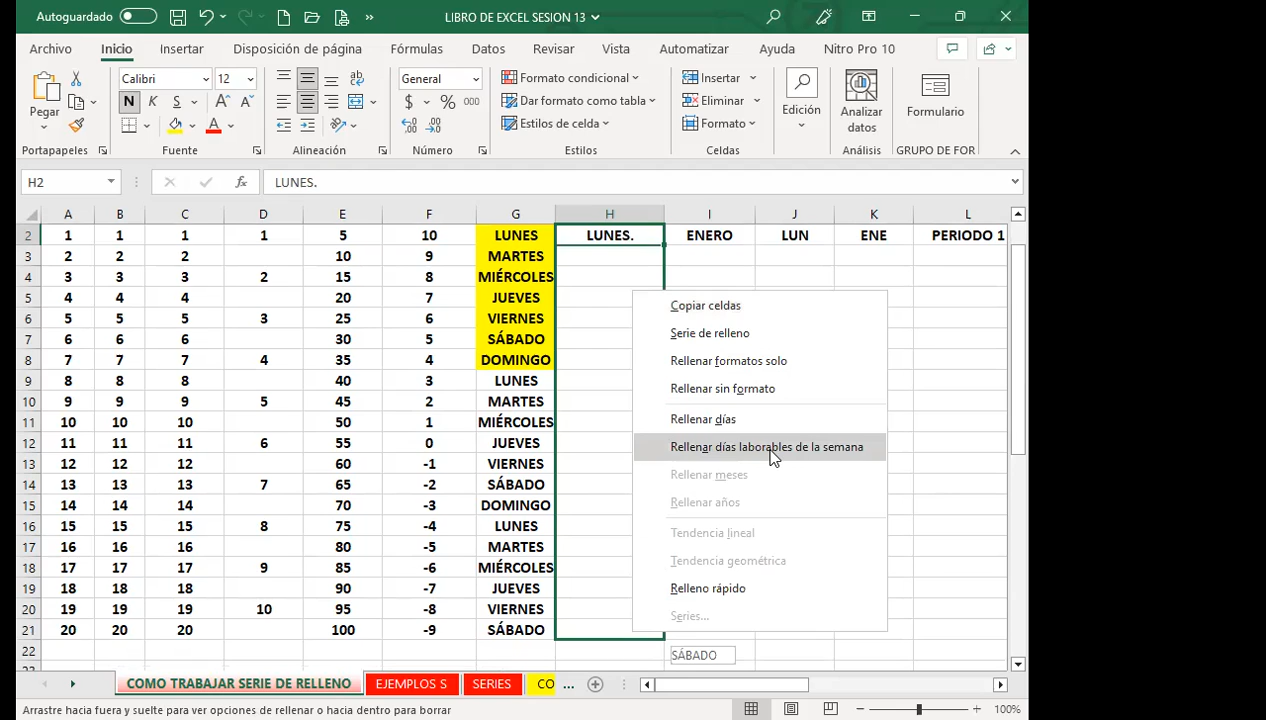 Autoguardado LIBRO DE EXCEL SESION 13
Archivo Inicio Insertar Disposición de página Fórmulas Datos Revisar Vista Automatizar Ayuda Nitro Pro 10
Pegar Calibri 12 General Formato condicional Insertar Edición Analizar datos Formulario
N K S $ % 000 Dar formato como tabla Eliminar
Estilos de celda Formato
Portapapeles Fuente Alineación Número Estilos Celdas Análisis GRUPO DE FOR
H2 fx LUNES.
A B C D E F G H I J K L
2 1 1 1 1 5 10 LUNES LUNES. ENERO LUN ENE PERIODO 1
3 2 2 2 10 9 MARTES
4 3 3 3 2 15 8 MIÉRCOLES
5 4 4 4 20 7 JUEVES
6 5 5 5 3 25 6 VIERNES
7 6 6 6 30 5 SÁBADO
8 7 7 7 4 35 4 DOMINGO
9 8 8 8 40 3 LUNES
10 9 9 9 5 45 2 MARTES
11 10 10 10 50 1 MIÉRCOLES
12 11 11 11 6 55 0 JUEVES
13 12 12 12 60 -1 VIERNES
14 13 13 13 7 65 -2 SÁBADO
15 14 14 14 70 -3 DOMINGO
16 15 15 15 8 75 -4 LUNES
17 16 16 16 80 -5 MARTES
18 17 17 17 9 85 -6 MIÉRCOLES
19 18 18 18 90 -7 JUEVES
20 19 19 19 10 95 -8 VIERNES
21 20 20 20 100 -9 SÁBADO
22
Copiar celdas
Serie de relleno
Rellenar formatos solo
Rellenar sin formato
Rellenar días
Rellenar días laborables de la semana
Rellenar meses
Rellenar años
Tendencia lineal
Tendencia geométrica
Relleno rápido
Series...
SÁBADO
COMO TRABAJAR SERIE DE RELLENO EJEMPLOS S SERIES CO ...
Arrastre hacia fuera y suelte para ver opciones de rellenar o hacia dentro para borrar 100%